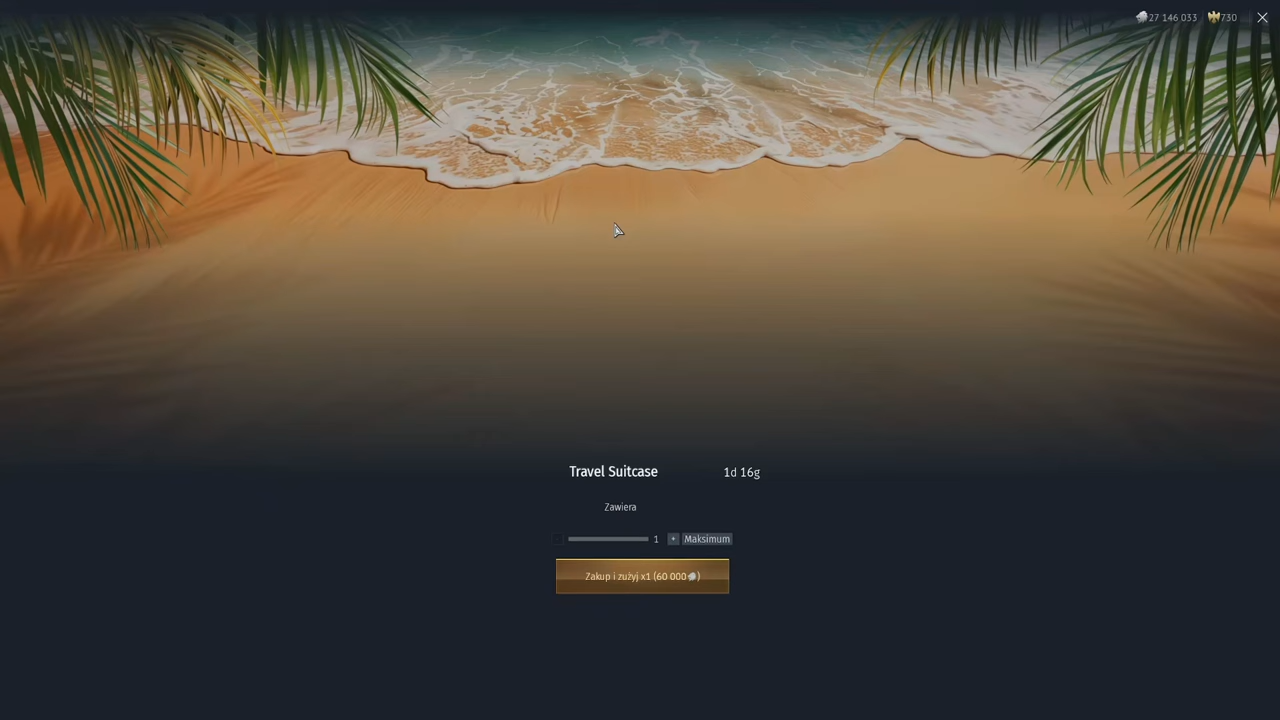 27 146 033 730
Travel Suitcase 1d 16g
Zawiera
1 + Maksimum
Zakup i zużyj x1 (60 000)